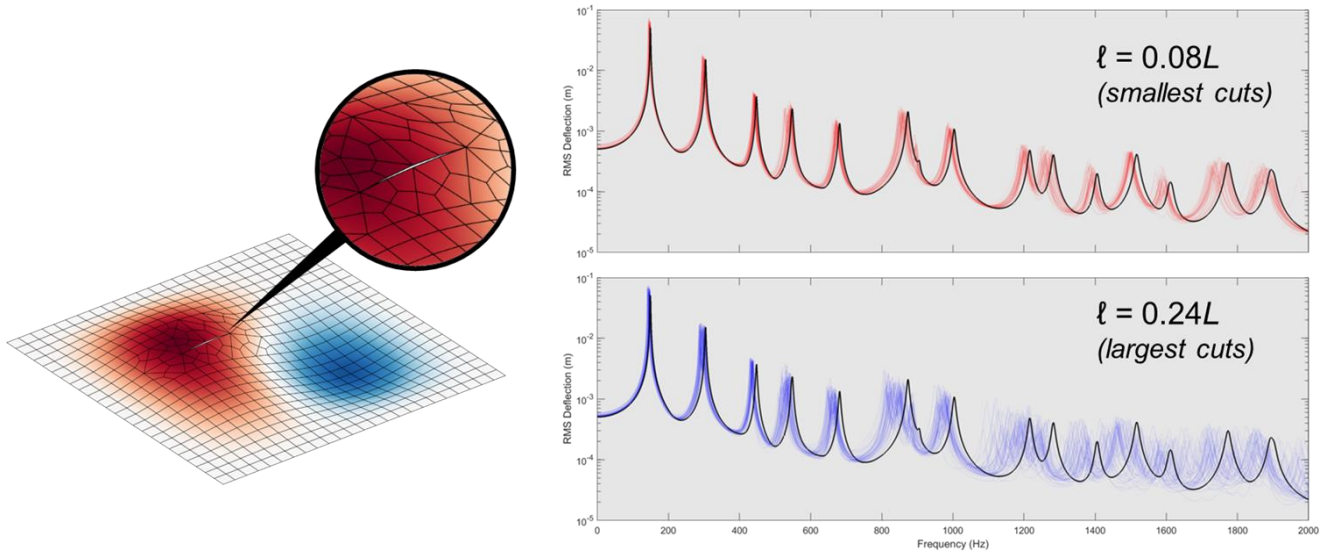 10⁻¹
10⁻²
10⁻³
10⁻⁴
10⁻⁵
RMS Deflection (m)
ℓ = 0.08L
(smallest cuts)
10⁻¹
10⁻²
10⁻³
10⁻⁴
10⁻⁵
RMS Deflection (m)
ℓ = 0.24L
(largest cuts)
0 200 400 600 800 1000 1200 1400 1600 1800 2000
Frequency (Hz)